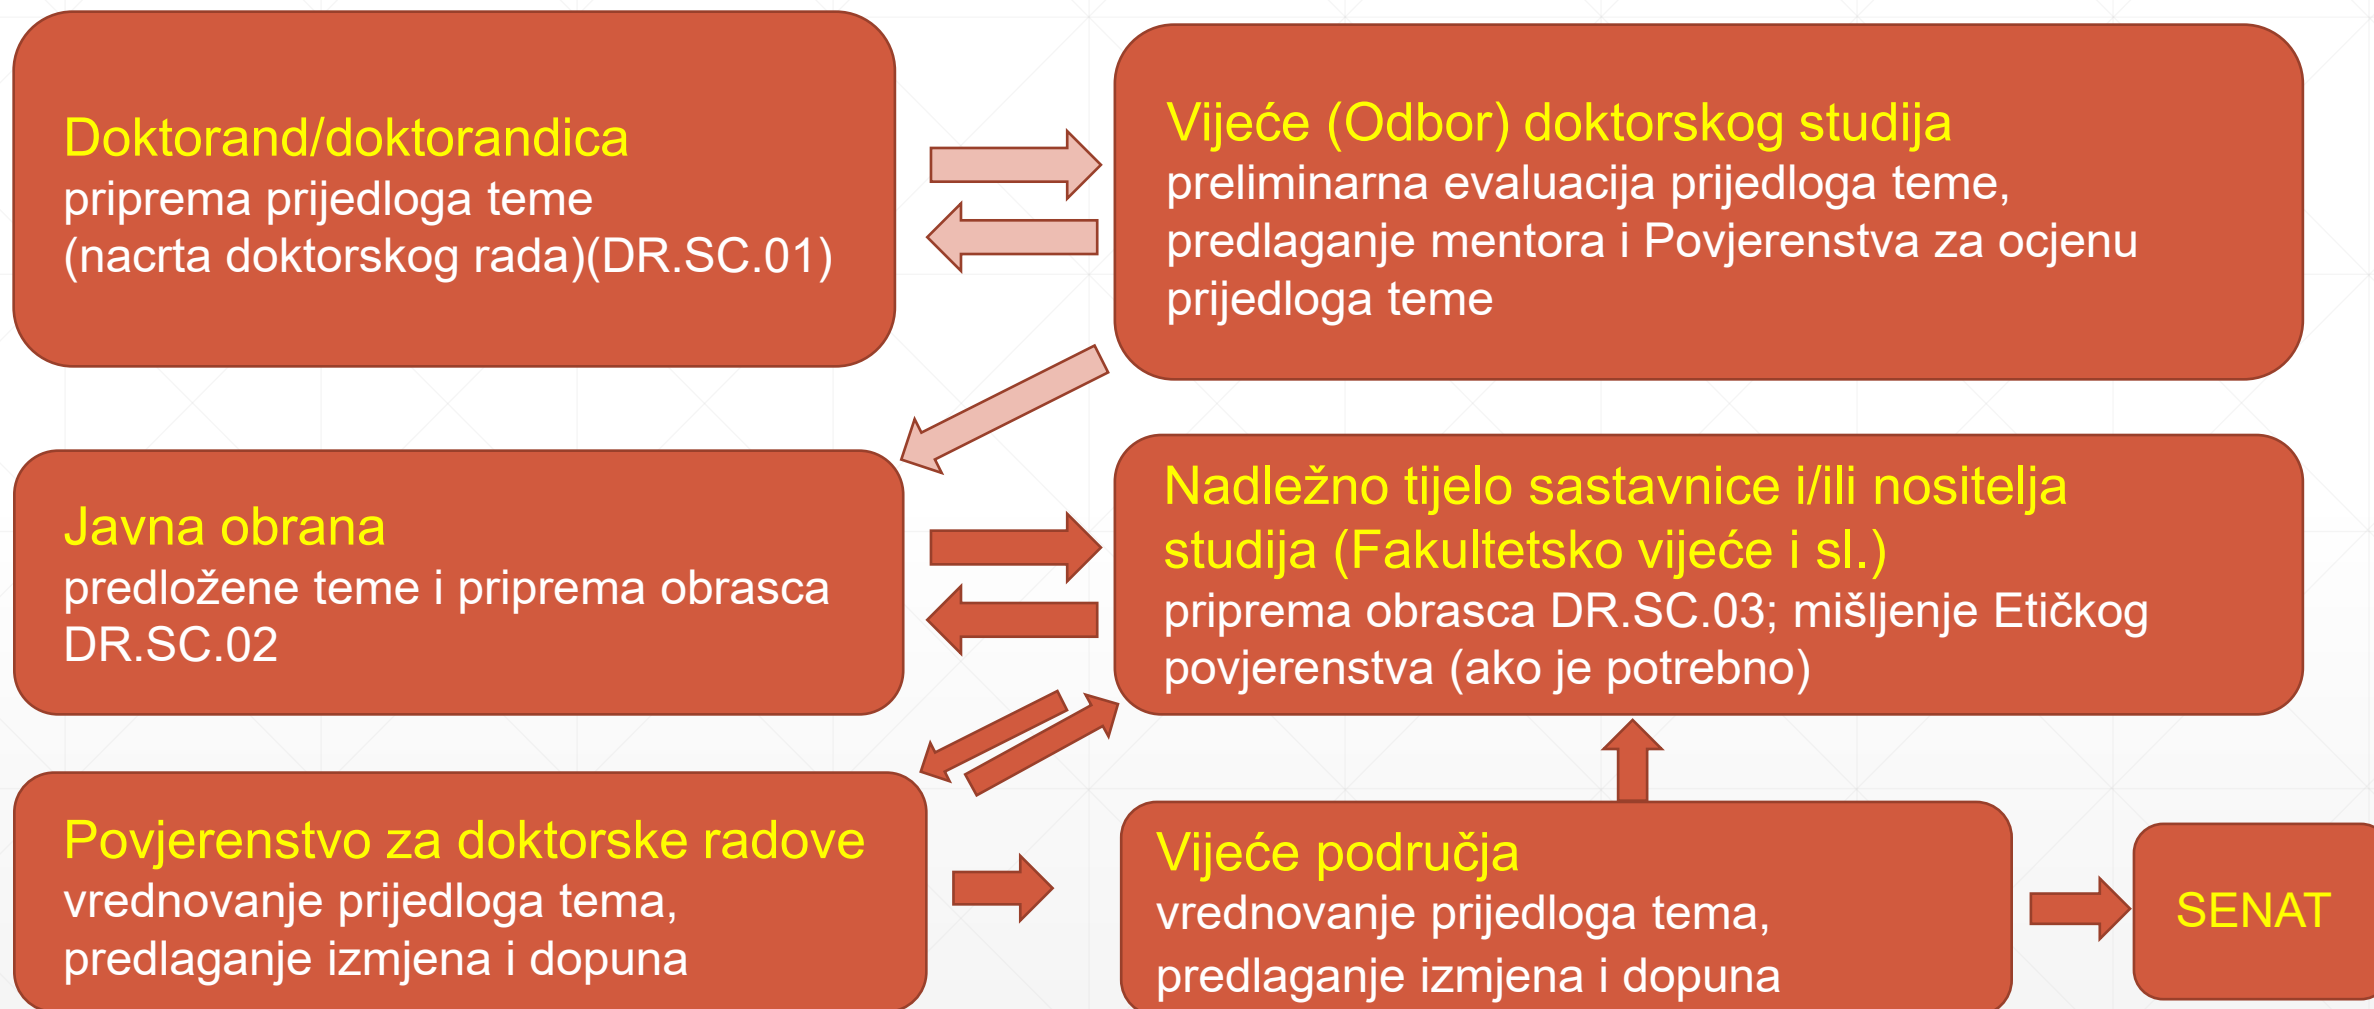 Doktorand/doktorandica
priprema prijedloga teme
(nacrta doktorskog rada)(DR.SC.01)
Vijeće (Odbor) doktorskog studija
preliminarna evaluacija prijedloga teme,
predlaganje mentora i Povjerenstva za ocjenu
prijedloga teme
Javna obrana
predložene teme i priprema obrasca
DR.SC.02
Nadležno tijelo sastavnice i/ili nositelja
studija (Fakultetsko vijeće i sl.)
priprema obrasca DR.SC.03; mišljenje Etičkog
povjerenstva (ako je potrebno)
Povjerenstvo za doktorske radove
vrednovanje prijedloga tema,
predlaganje izmjena i dopuna
Vijeće područja
vrednovanje prijedloga tema,
predlaganje izmjena i dopuna
SENAT